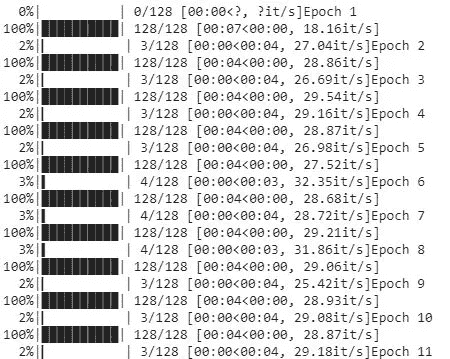 0%| | 0/128 [00:00<?, ?it/s]Epoch 1
100%|██████████| 128/128 [00:07<00:00, 18.16it/s]
2%|▏ | 3/128 [00:00<00:04, 27.04it/s]Epoch 2
100%|██████████| 128/128 [00:04<00:00, 28.86it/s]
2%|▏ | 3/128 [00:00<00:04, 26.69it/s]Epoch 3
100%|██████████| 128/128 [00:04<00:00, 29.54it/s]
2%|▏ | 3/128 [00:00<00:04, 29.16it/s]Epoch 4
100%|██████████| 128/128 [00:04<00:00, 28.87it/s]
2%|▏ | 3/128 [00:00<00:04, 26.98it/s]Epoch 5
100%|██████████| 128/128 [00:04<00:00, 27.52it/s]
3%|▎ | 4/128 [00:00<00:03, 32.35it/s]Epoch 6
100%|██████████| 128/128 [00:04<00:00, 28.68it/s]
3%|▎ | 4/128 [00:00<00:04, 28.72it/s]Epoch 7
100%|██████████| 128/128 [00:04<00:00, 29.21it/s]
3%|▎ | 4/128 [00:00<00:03, 31.86it/s]Epoch 8
100%|██████████| 128/128 [00:04<00:00, 29.06it/s]
2%|▏ | 3/128 [00:00<00:04, 25.42it/s]Epoch 9
100%|██████████| 128/128 [00:04<00:00, 28.93it/s]
2%|▏ | 3/128 [00:00<00:04, 29.08it/s]Epoch 10
100%|██████████| 128/128 [00:04<00:00, 28.87it/s]
2%|▏ | 3/128 [00:00<00:04, 29.18it/s]Epoch 11